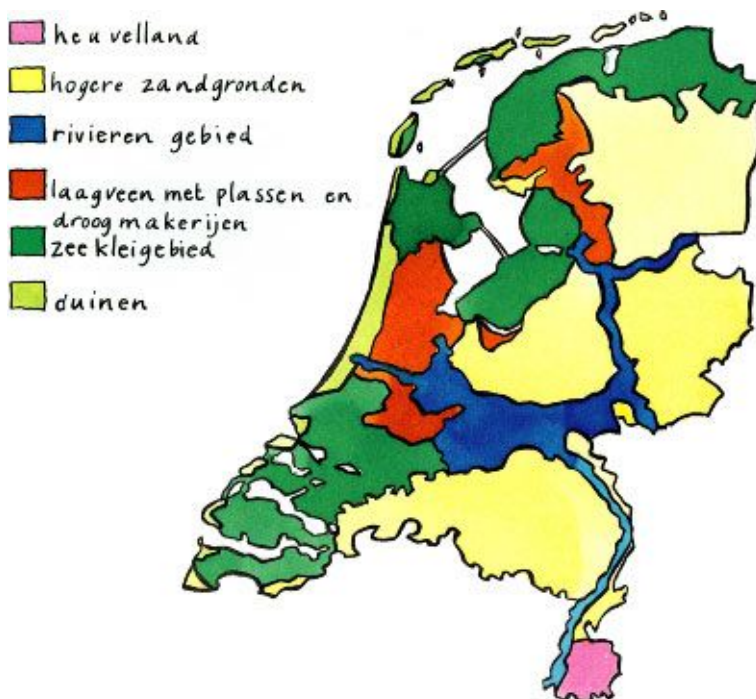 heuvelland
hogere zandgronden
rivieren gebied
laagveen met plassen en
droogmakerijen
zeekleigebied
duinen